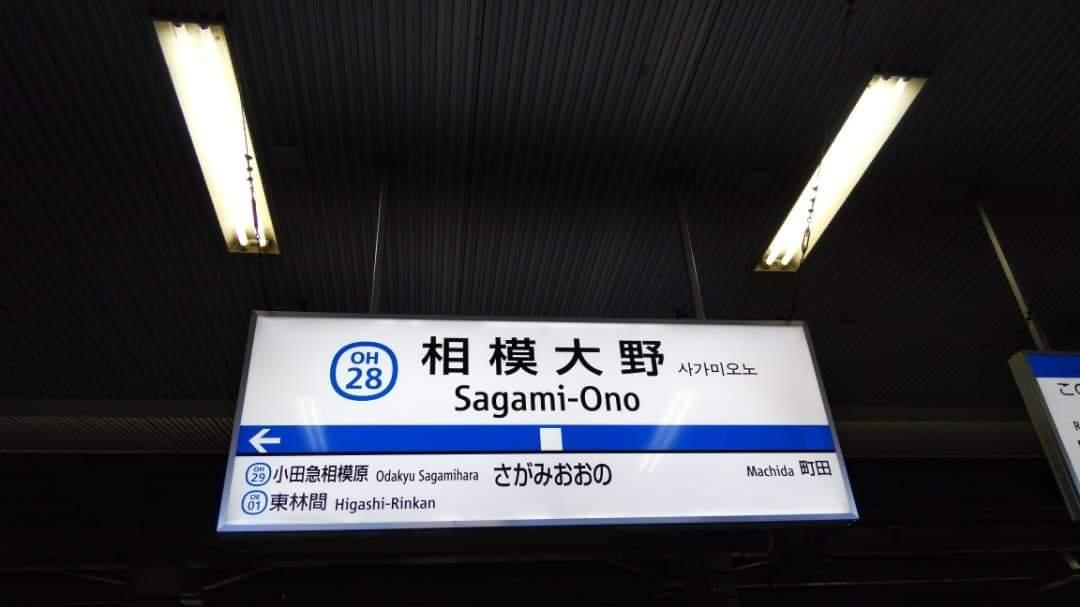 OH
28
相模大野 사가미오노
Sagami-Ono
OH
29
小田急相模原 Odakyu Sagamihara
さがみおおの
Machida 町田
OE
01
東林間 Higashi-Rinkan